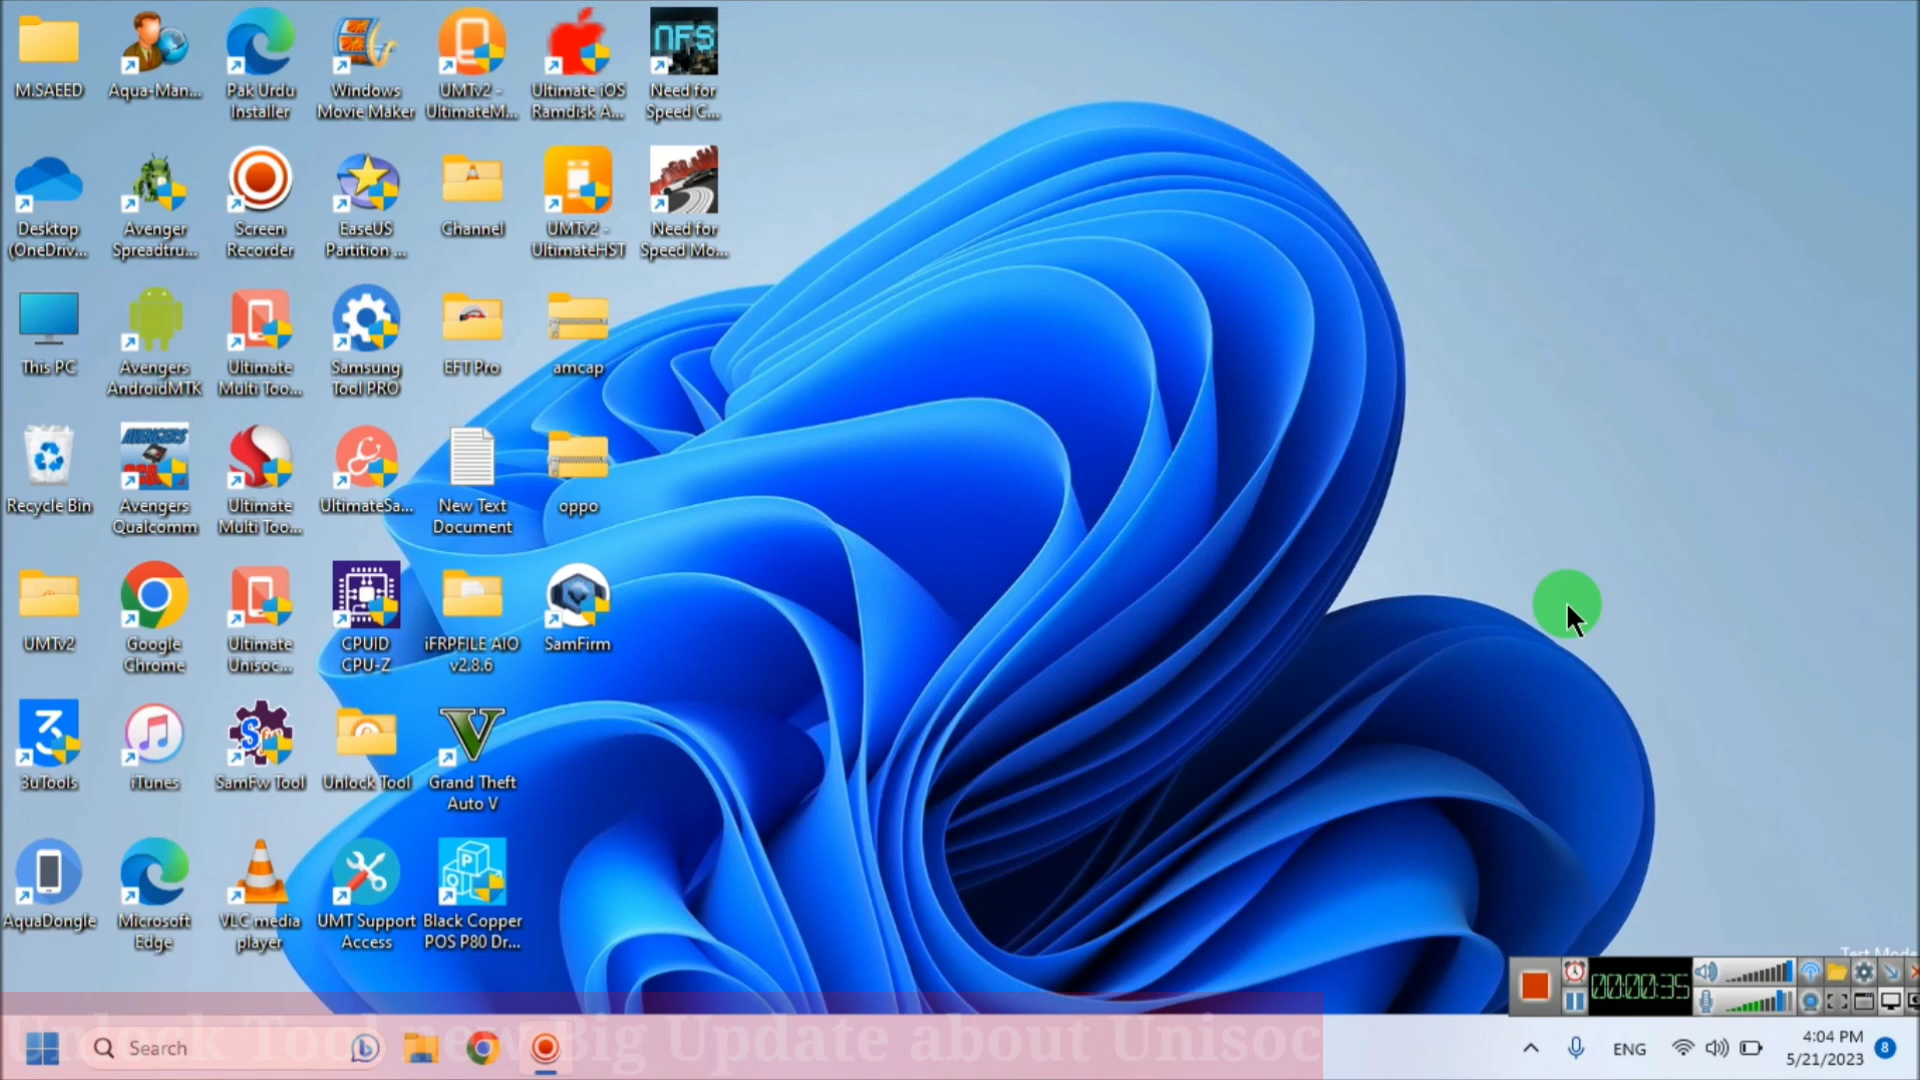 M.SAEED
Aqua-Man...
Pak Urdu
Installer
Windows
Movie Maker
UMTv2 -
UltimateM...
Ultimate iOS
Ramdisk A...
NFS
Need for
Speed C...
Desktop
(OneDriv...
Avenger
Spreadtru...
Screen
Recorder
EaseUS
Partition ...
Channel
UMTv2 -
UltimateHST
Need for
Speed Mo...
This PC
Avengers
AndroidMTK
Ultimate
Multi Too...
Samsung
Tool PRO
EFT Pro
amcap
Recycle Bin
AVENGERS
Avengers
Qualcomm
Ultimate
Multi Too...
UltimateSa...
New Text
Document
oppo
UMTv2
Google
Chrome
Ultimate
Unisoc...
CPUID
CPU-Z
iFRPFILE AIO
v2.8.6
SamFirm
3uTools
iTunes
SamFw Tool
Unlock Tool
Grand Theft
Auto V
AquaDongle
Microsoft
Edge
VLC media
player
UMT Support
Access
Black Copper
POS P80 Dr...
Test Mode
00:00:35
Unlock Tool new Big Update about Unisoc
Search
ENG
4:04 PM
5/21/2023
8